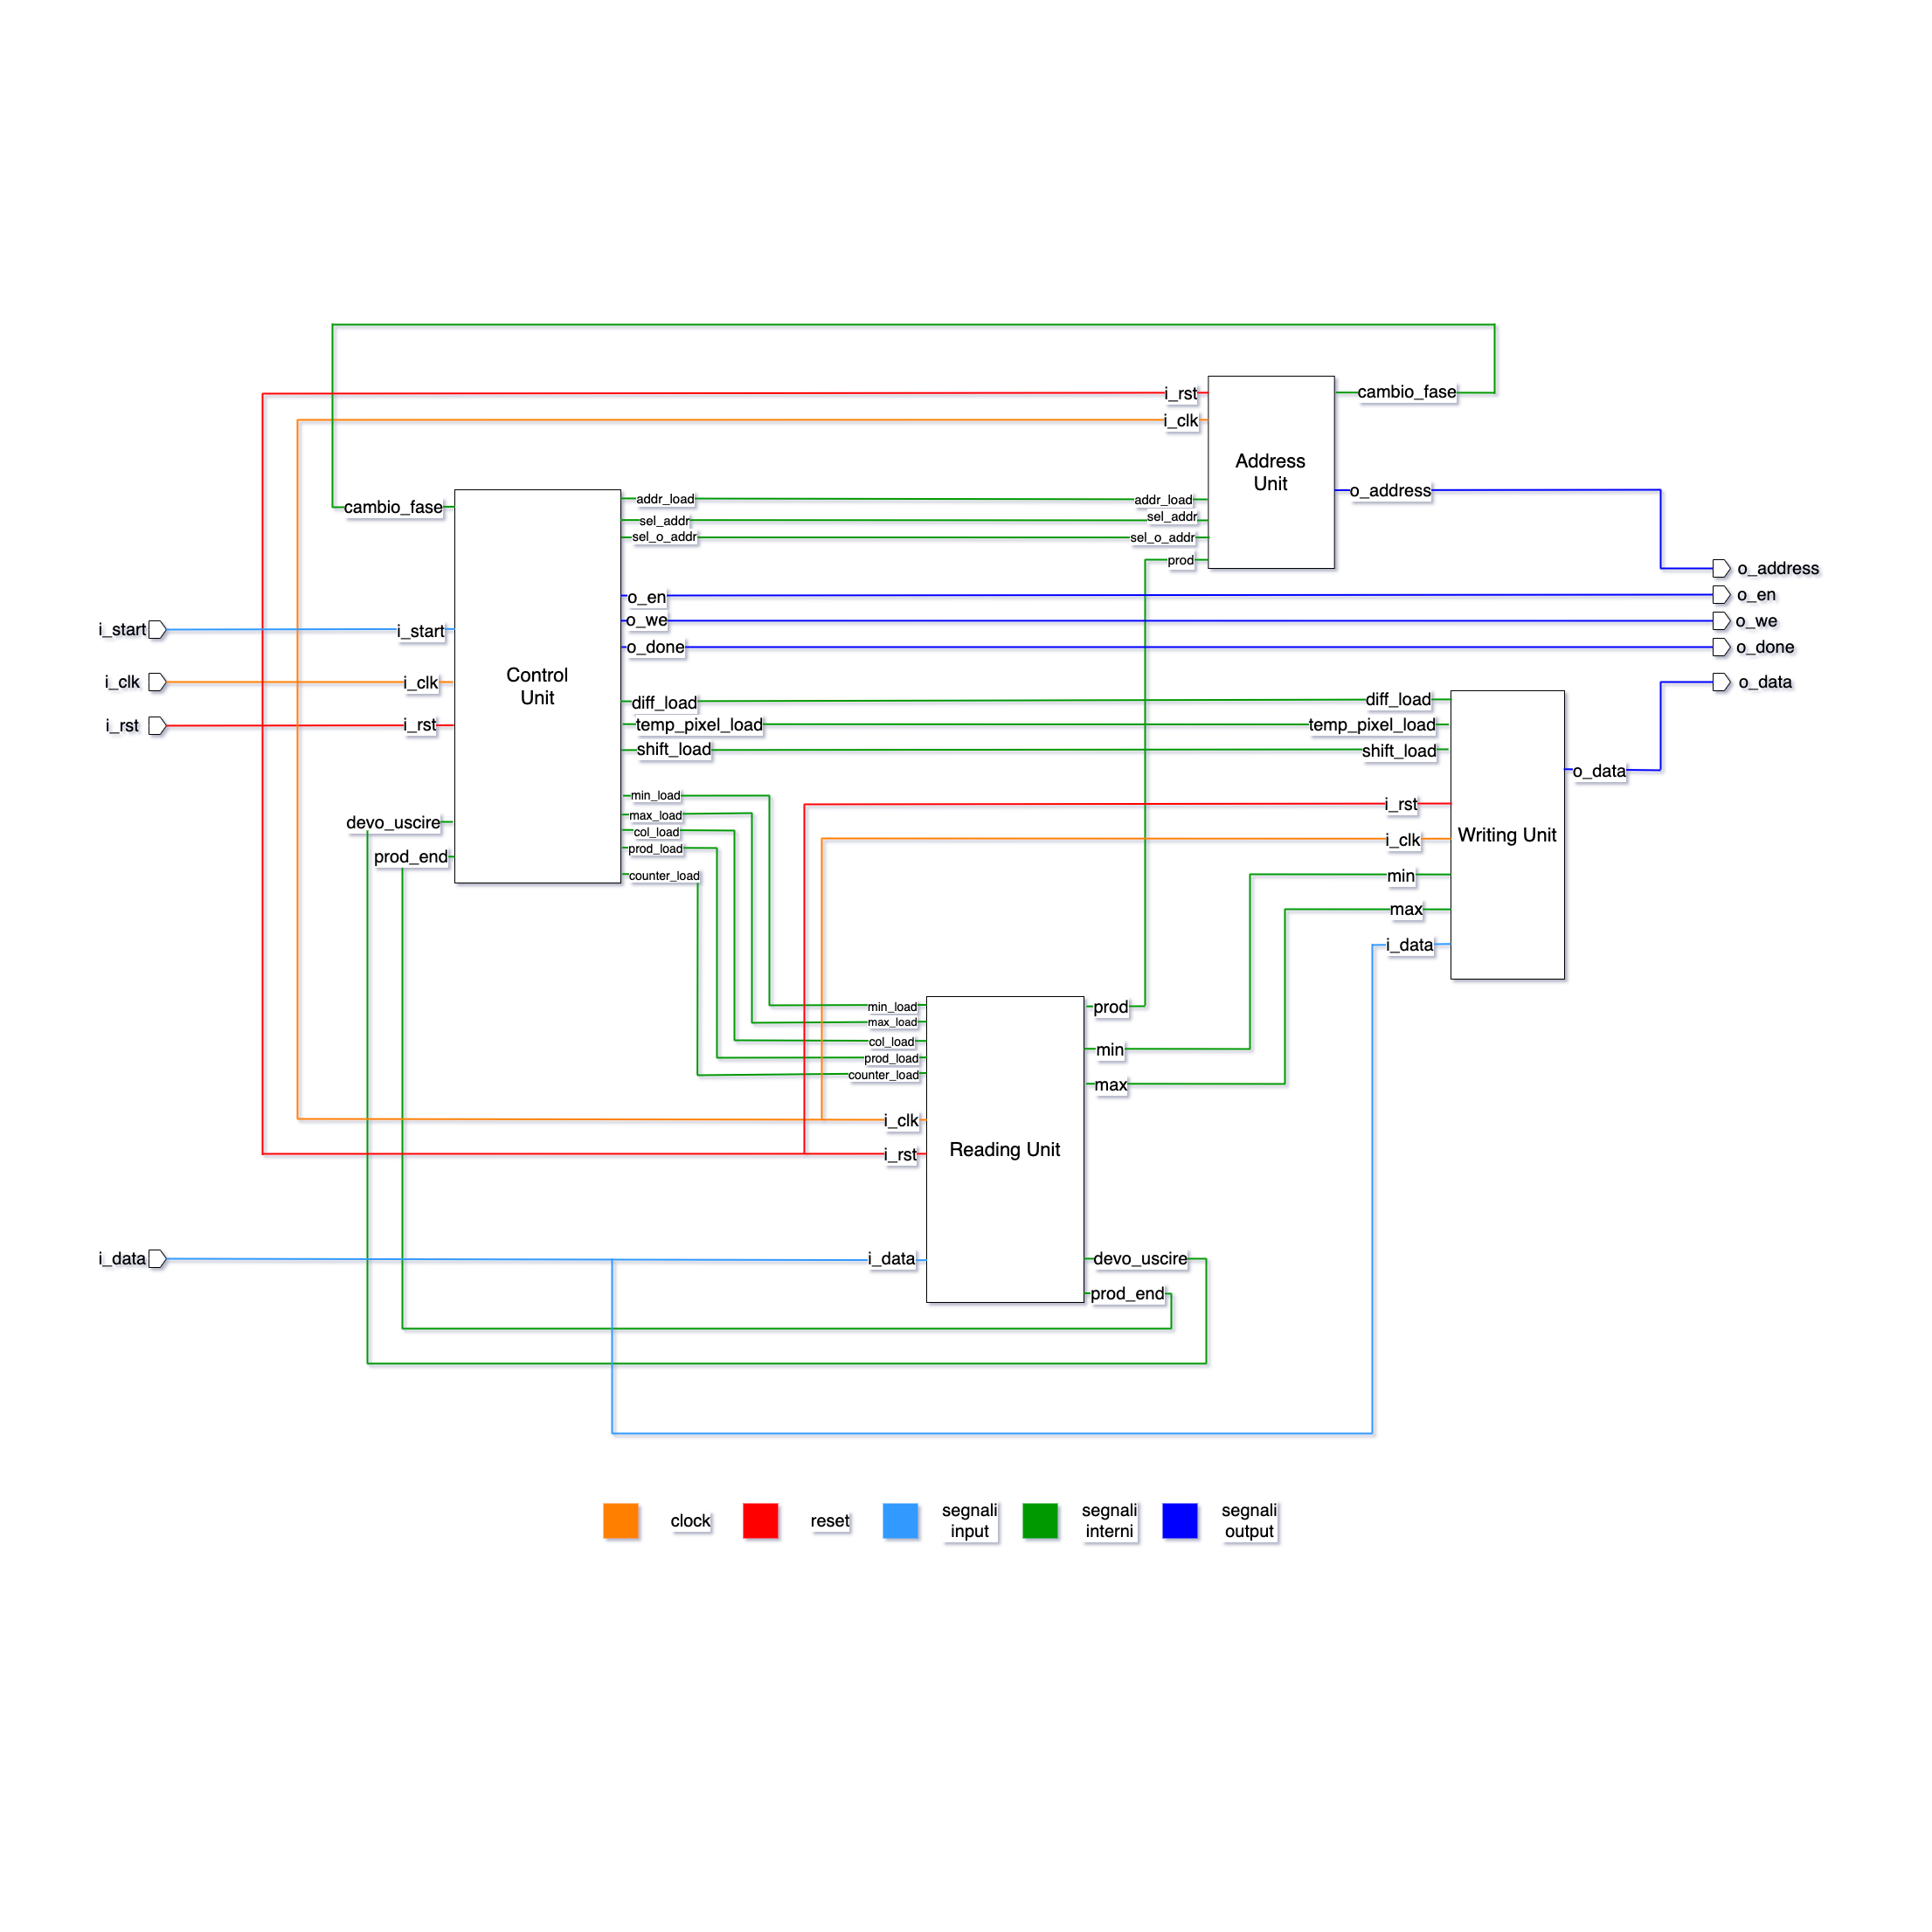 cambio_fase
i_rst
i_clk
Address
Unit
cambio_fase
o_address
addr_load
sel_addr
sel_o_addr
prod
addr_load
sel_addr
sel_o_addr
o_en
o_we
o_done
o_address
o_en
o_we
o_done
o_data
i_start
i_clk
i_rst
i_start
i_clk
i_rst
Control
Unit
diff_load
temp_pixel_load
shift_load
diff_load
temp_pixel_load
shift_load
o_data
devo_uscire
prod_end
min_load
max_load
col_load
prod_load
counter_load
i_rst
i_clk
min
max
i_data
Writing Unit
min_load
max_load
col_load
prod_load
counter_load
i_clk
i_rst
i_data
Reading Unit
prod
min
max
devo_uscire
prod_end
i_data
clock
reset
segnali
input
segnali
interni
segnali
output